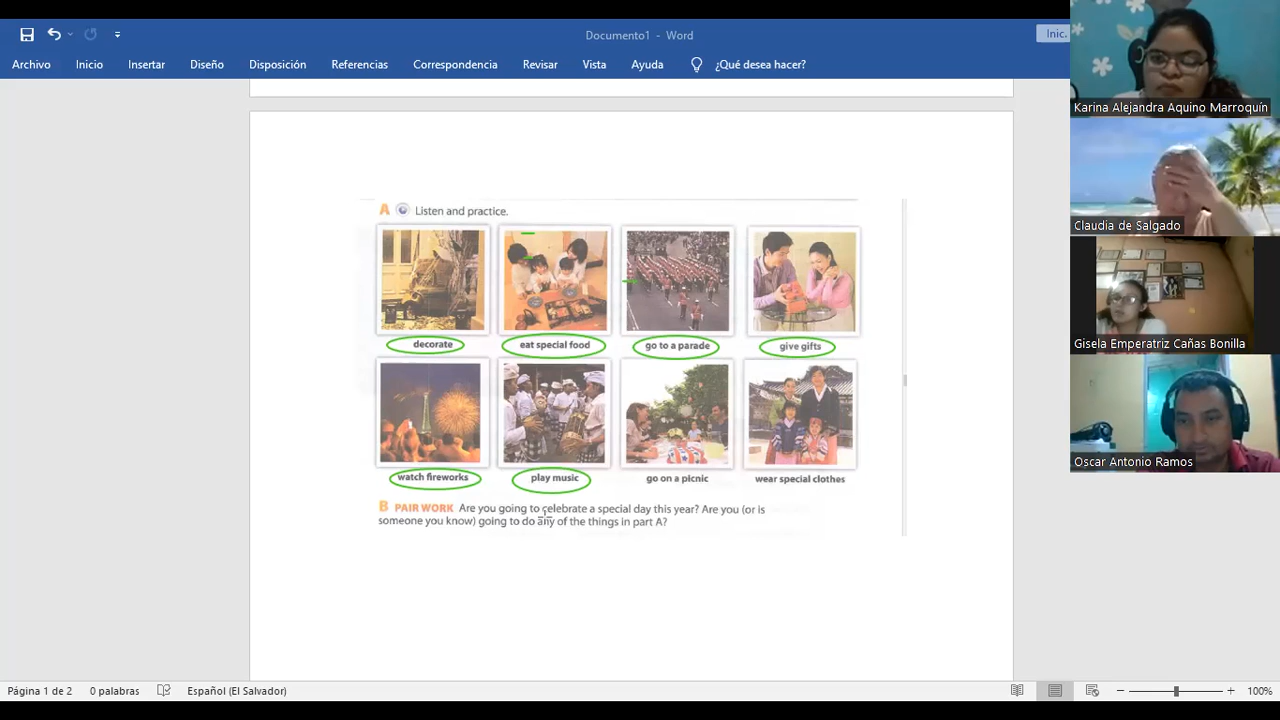 Documento1 - Word
Inic.
Archivo Inicio Insertar Diseño Disposición Referencias Correspondencia Revisar Vista Ayuda ¿Qué desea hacer?
Karina Alejandra Aquino Marroquín
Claudia de Salgado
Gisela Emperatriz Cañas Bonilla
Oscar Antonio Ramos
A Listen and practice.
decorate eat special food go to a parade give gifts
watch fireworks play music go on a picnic wear special clothes
B PAIR WORK Are you going to celebrate a special day this year? Are you (or is
someone you know) going to do any of the things in part A?
Página 1 de 2 0 palabras Español (El Salvador) 100%